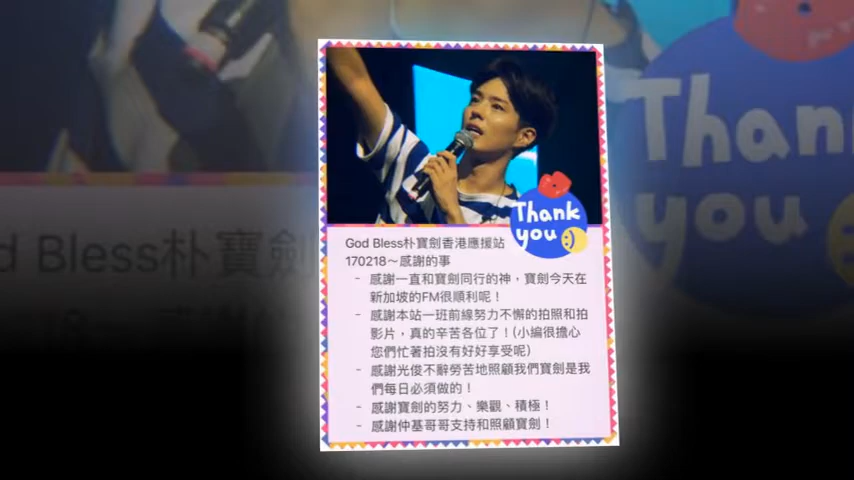 Thank
you
God Bless朴寶劍香港應援站
170218～感謝的事
- 感謝一直和寶劍同行的神，寶劍今天在
新加坡的FM很順利呢！
- 感謝本站一班前線努力不懈的拍照和拍
影片，真的辛苦各位了！(小編很擔心
您們忙著拍沒有好好享受呢)
- 感謝光俊不辭勞苦地照顧我們寶劍是我
們每日必須做的！
- 感謝寶劍的努力、樂觀、積極！
- 感謝仲基哥哥支持和照顧寶劍！
Thank
you
d Bless朴寶劍